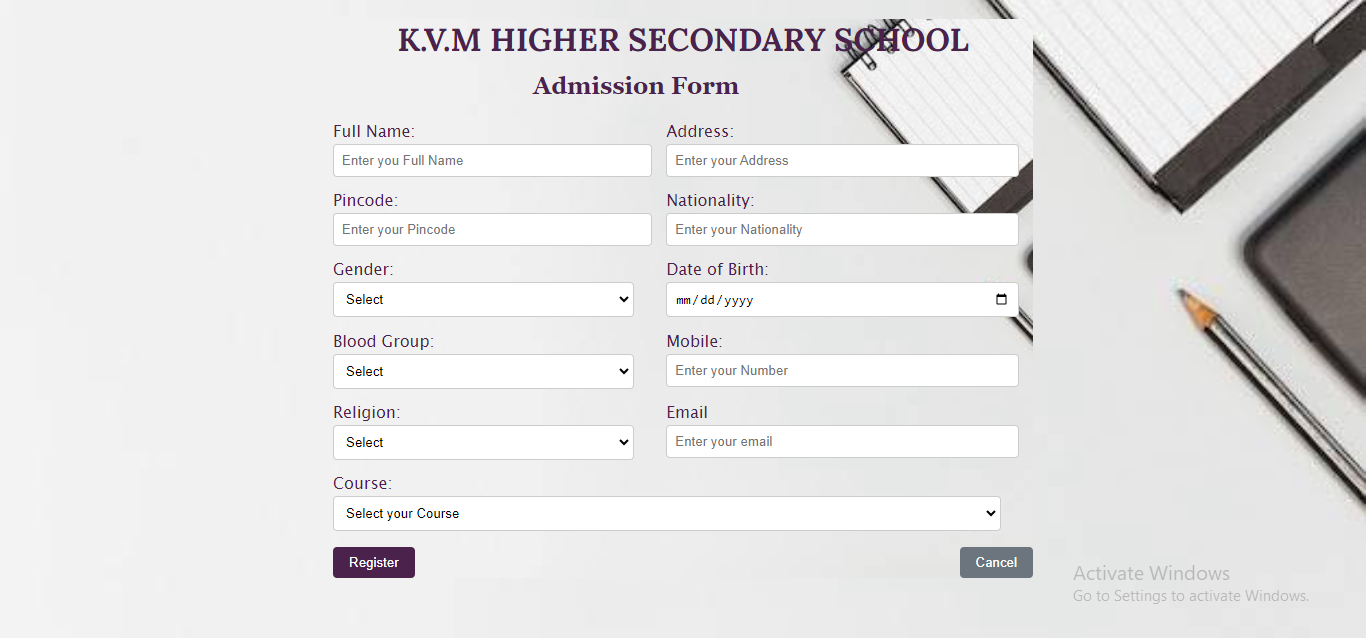 K.V.M HIGHER SECONDARY SCHOOL
Admission Form
Full Name:
Address:
Enter you Full Name
Enter your Address
Pincode:
Nationality:
Enter your Pincode
Enter your Nationality
Gender:
Date of Birth:
Select
mm/dd/yyyy
Blood Group:
Mobile:
Select
Enter your Number
Religion:
Email
Select
Enter your email
Course:
Select your Course
Register
Cancel
Activate Windows
Go to Settings to activate Windows.